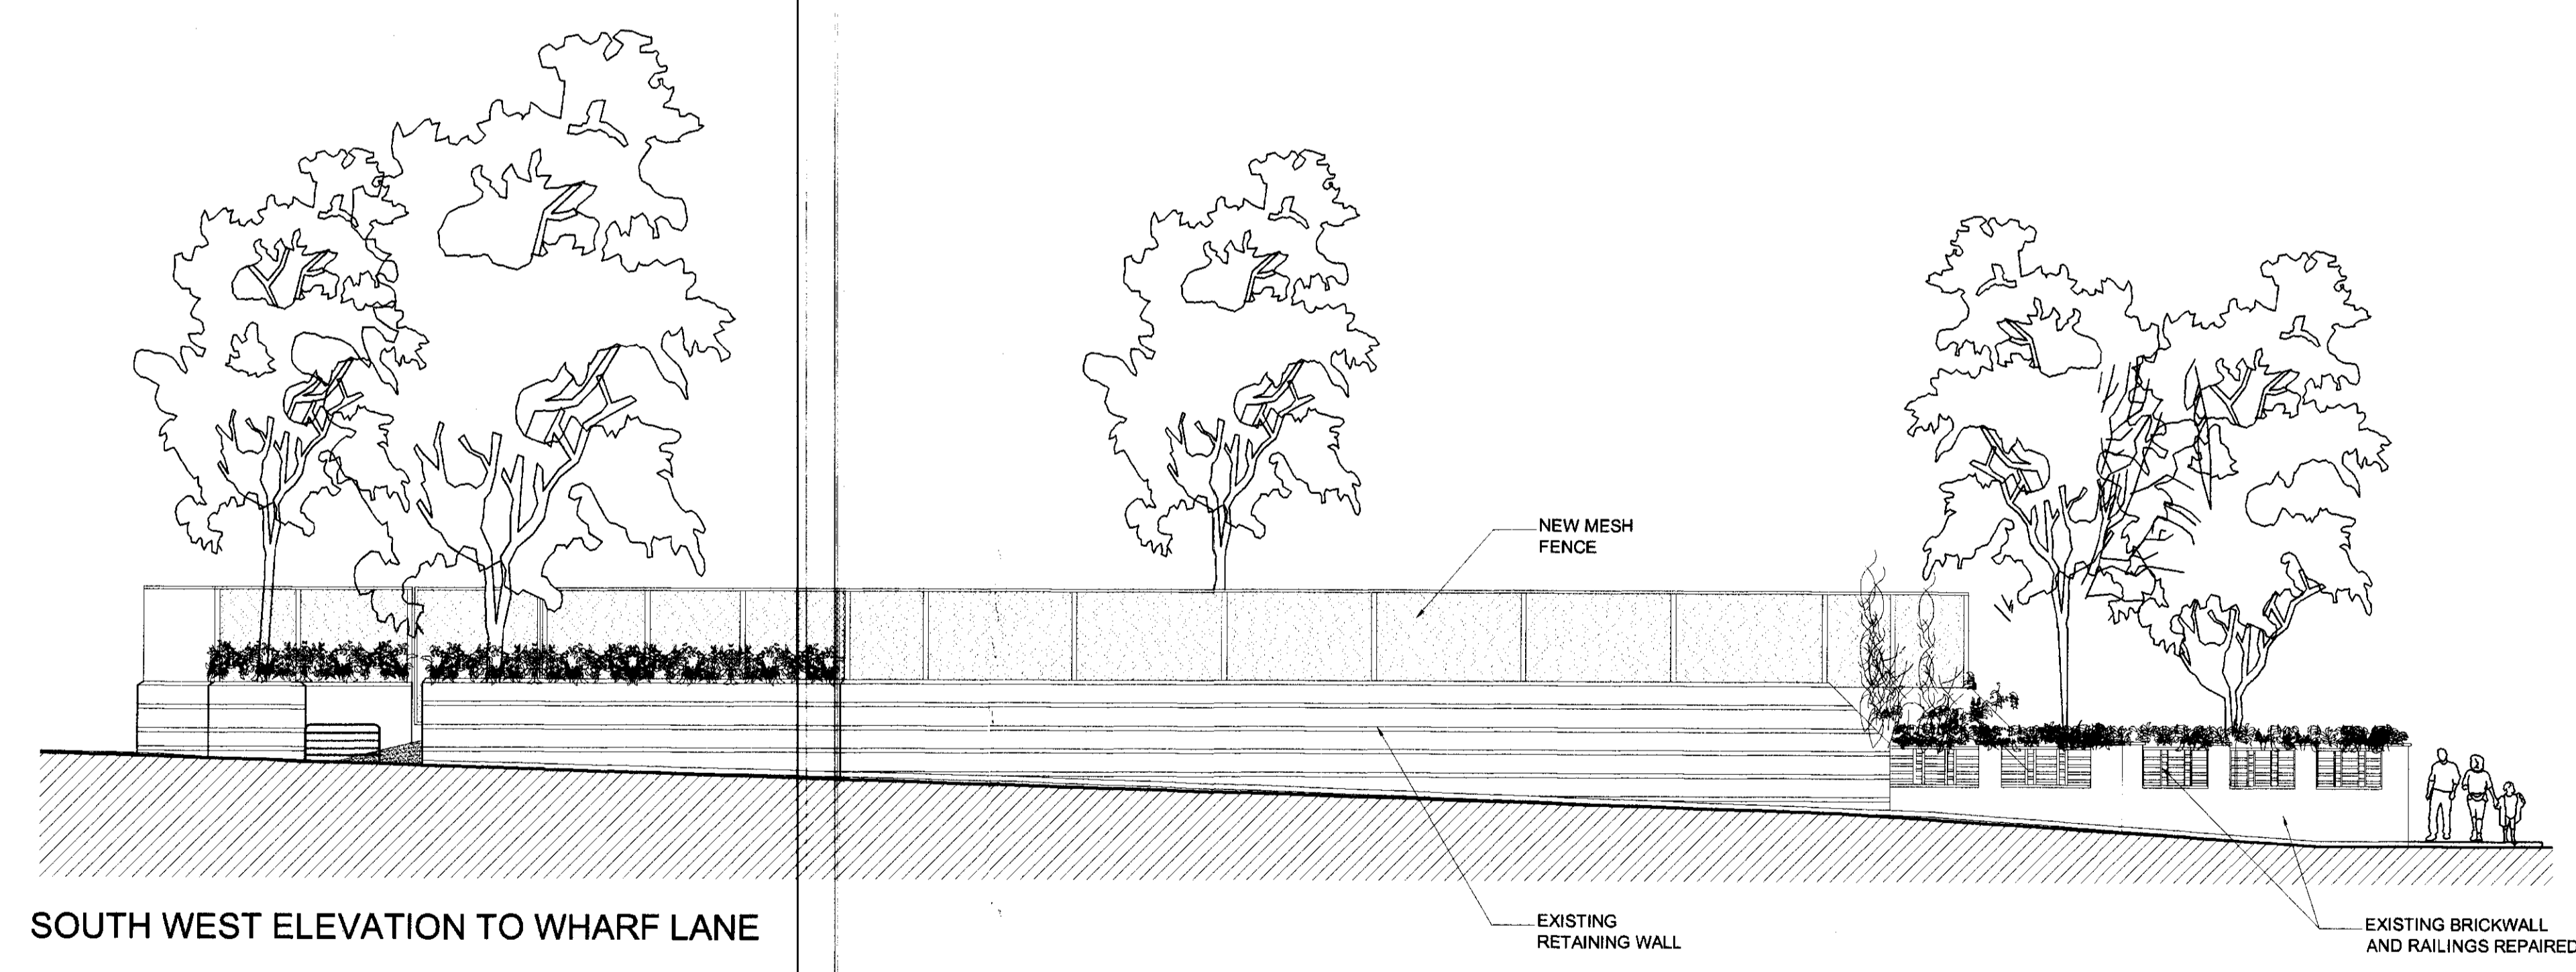 NEW MESH
FENCE
SOUTH WEST ELEVATION TO WHARF LANE
EXISTING
RETAINING WALL
EXISTING BRICKWALL
AND RAILINGS REPAIRED